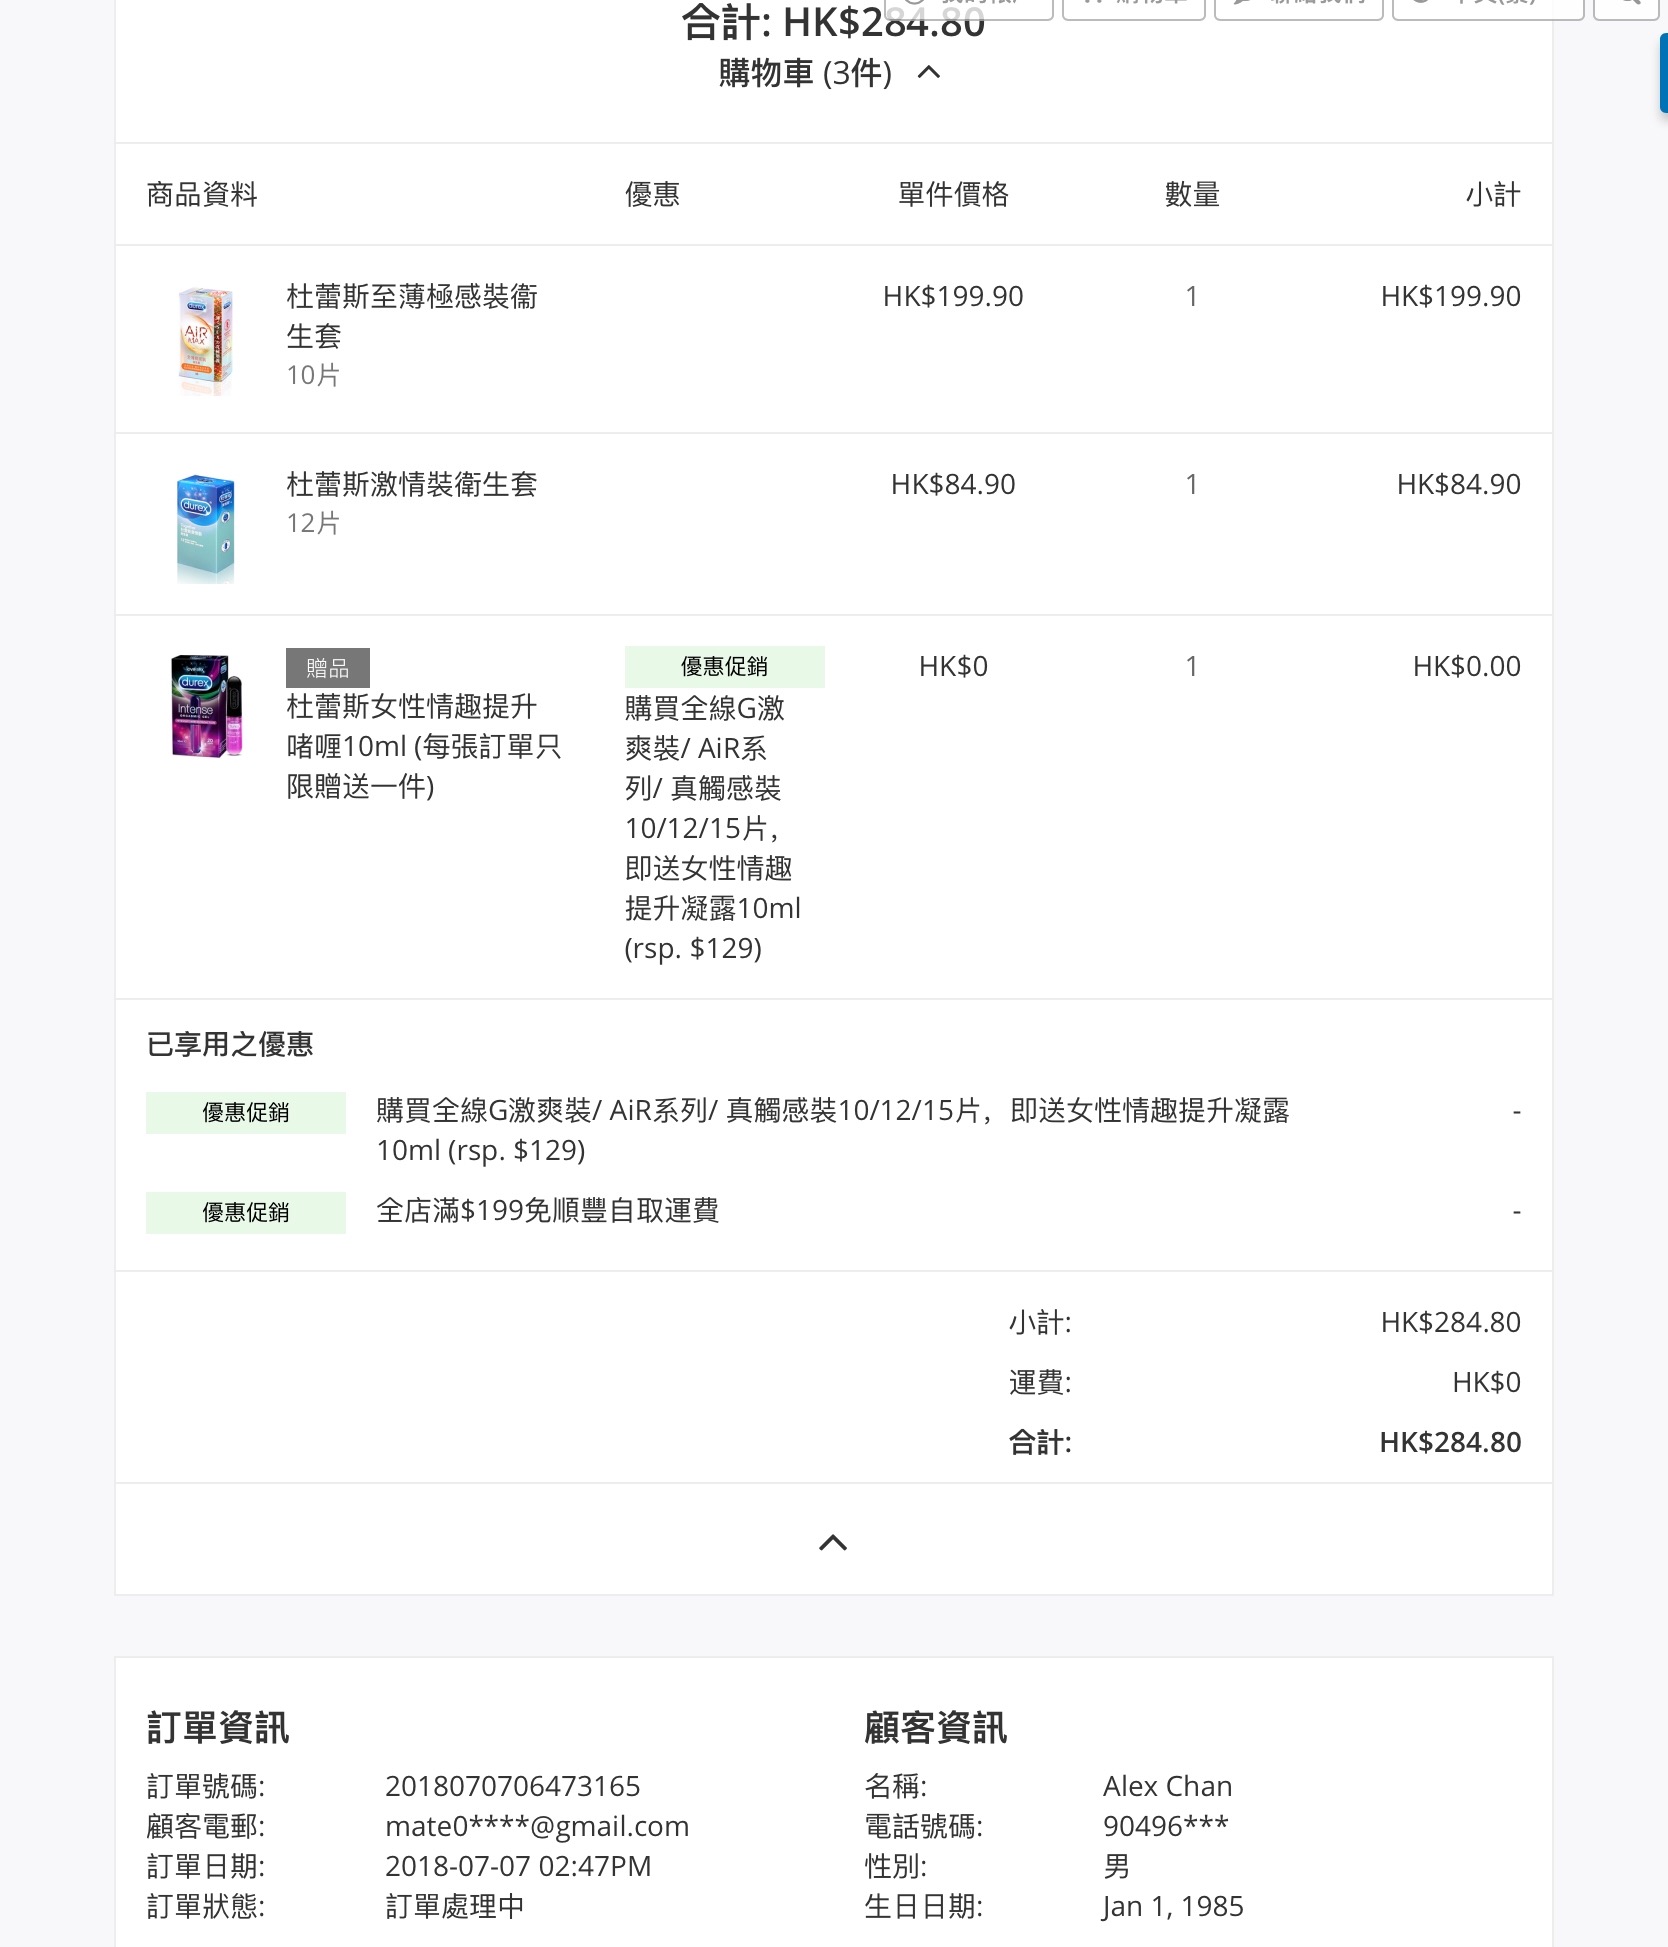 合計: HK$284.80
購物車 (3件)
商品資料 優惠 單件價格 數量 小計
杜蕾斯至薄極感裝衞 HK$199.90 1 HK$199.90
生套
10片
durex
AiR
杜蕾斯激情裝衛生套 HK$84.90 1 HK$84.90
12片
durex
贈品 優惠促銷 HK$0 1 HK$0.00
durex
Intense
杜蕾斯女性情趣提升
啫喱10ml (每張訂單只
限贈送一件)
購買全線G激
爽裝/ AiR系
列/ 真觸感裝
10/12/15片，
即送女性情趣
提升凝露10ml
(rsp. $129)
已享用之優惠
優惠促銷 購買全線G激爽裝/ AiR系列/ 真觸感裝10/12/15片，即送女性情趣提升凝露 -
10ml (rsp. $129)
優惠促銷 全店滿$199免順豐自取運費 -
小計: HK$284.80
運費: HK$0
合計: HK$284.80
訂單資訊
訂單號碼: 2018070706473165
顧客電郵: mate0****@gmail.com
訂單日期: 2018-07-07 02:47PM
訂單狀態: 訂單處理中
顧客資訊
名稱: Alex Chan
電話號碼: 90496***
性別: 男
生日日期: Jan 1, 1985